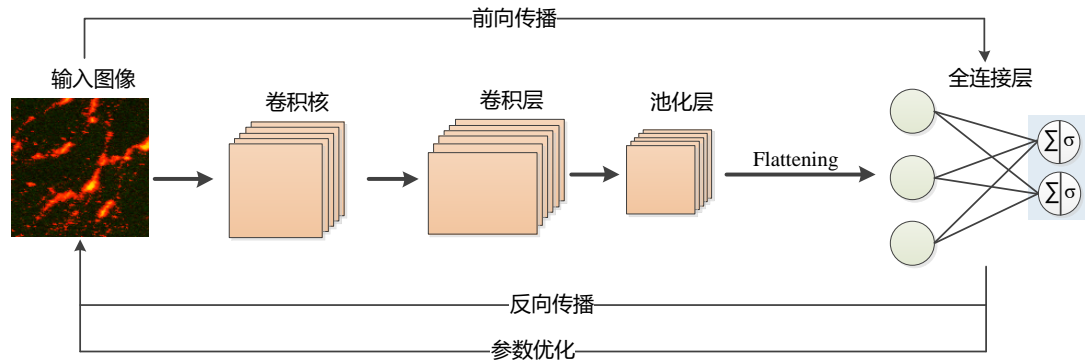 前向传播
输入图像
全连接层
卷积核
卷积层
池化层
Flattening
Σ σ
Σ σ
反向传播
参数优化